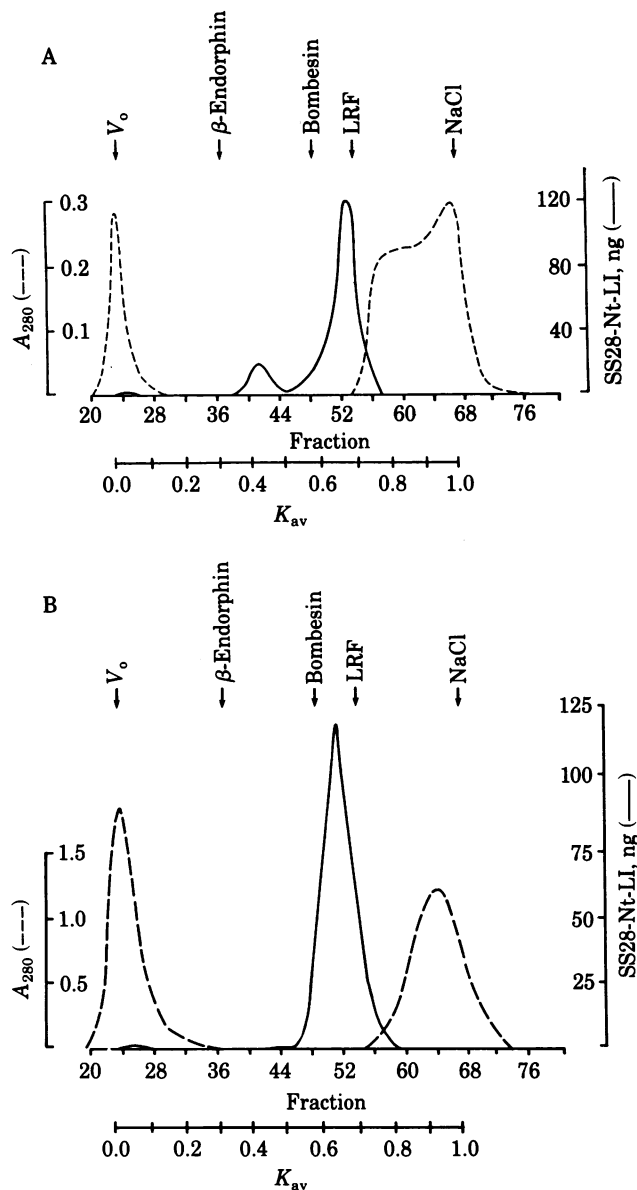 A
Vo
β-Endorphin
Bombesin
LRF
NaCl
0.3
0.2
0.1
A280 (---)
120
80
40
SS28-Nt-LI, ng (—)
20 28 36 44 52 60 68 76
Fraction
0.0 0.2 0.4 0.6 0.8 1.0
Kav
B
Vo
β-Endorphin
Bombesin
LRF
NaCl
1.5
1.0
0.5
A280 (---)
125
100
75
50
25
SS28-Nt-LI, ng (—)
20 28 36 44 52 60 68 76
Fraction
0.0 0.2 0.4 0.6 0.8 1.0
Kav